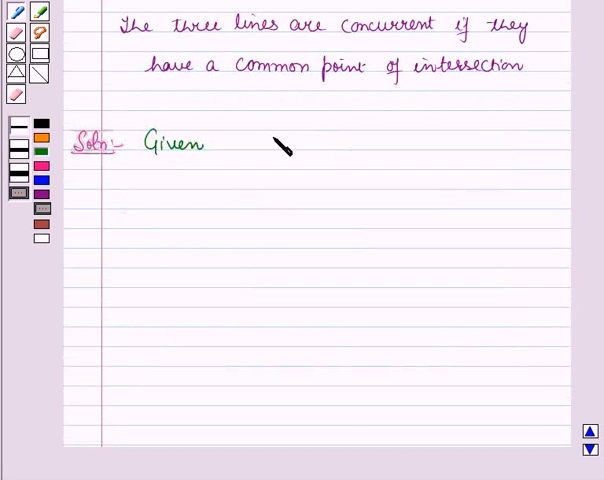 The three lines are concurrent if they
have a common point of intersection
Soln:- Given